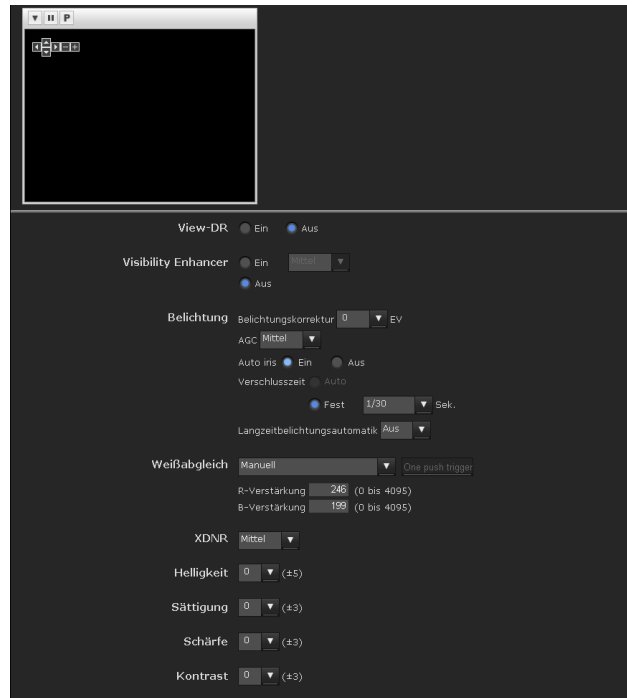 P
View-DR Ein Aus
Visibility Enhancer Ein Mittel
Aus
Belichtung Belichtungskorrektur 0 EV
AGC Mittel
Auto iris Ein Aus
Verschlusszeit Auto
Fest 1/30 Sek.
Langzeitbelichtungsautomatik Aus
Weißabgleich Manuell One push trigger
R-Verstärkung 246 (0 bis 4095)
B-Verstärkung 199 (0 bis 4095)
XDNR Mittel
Helligkeit 0 (±5)
Sättigung 0 (±3)
Schärfe 0 (±3)
Kontrast 0 (±3)